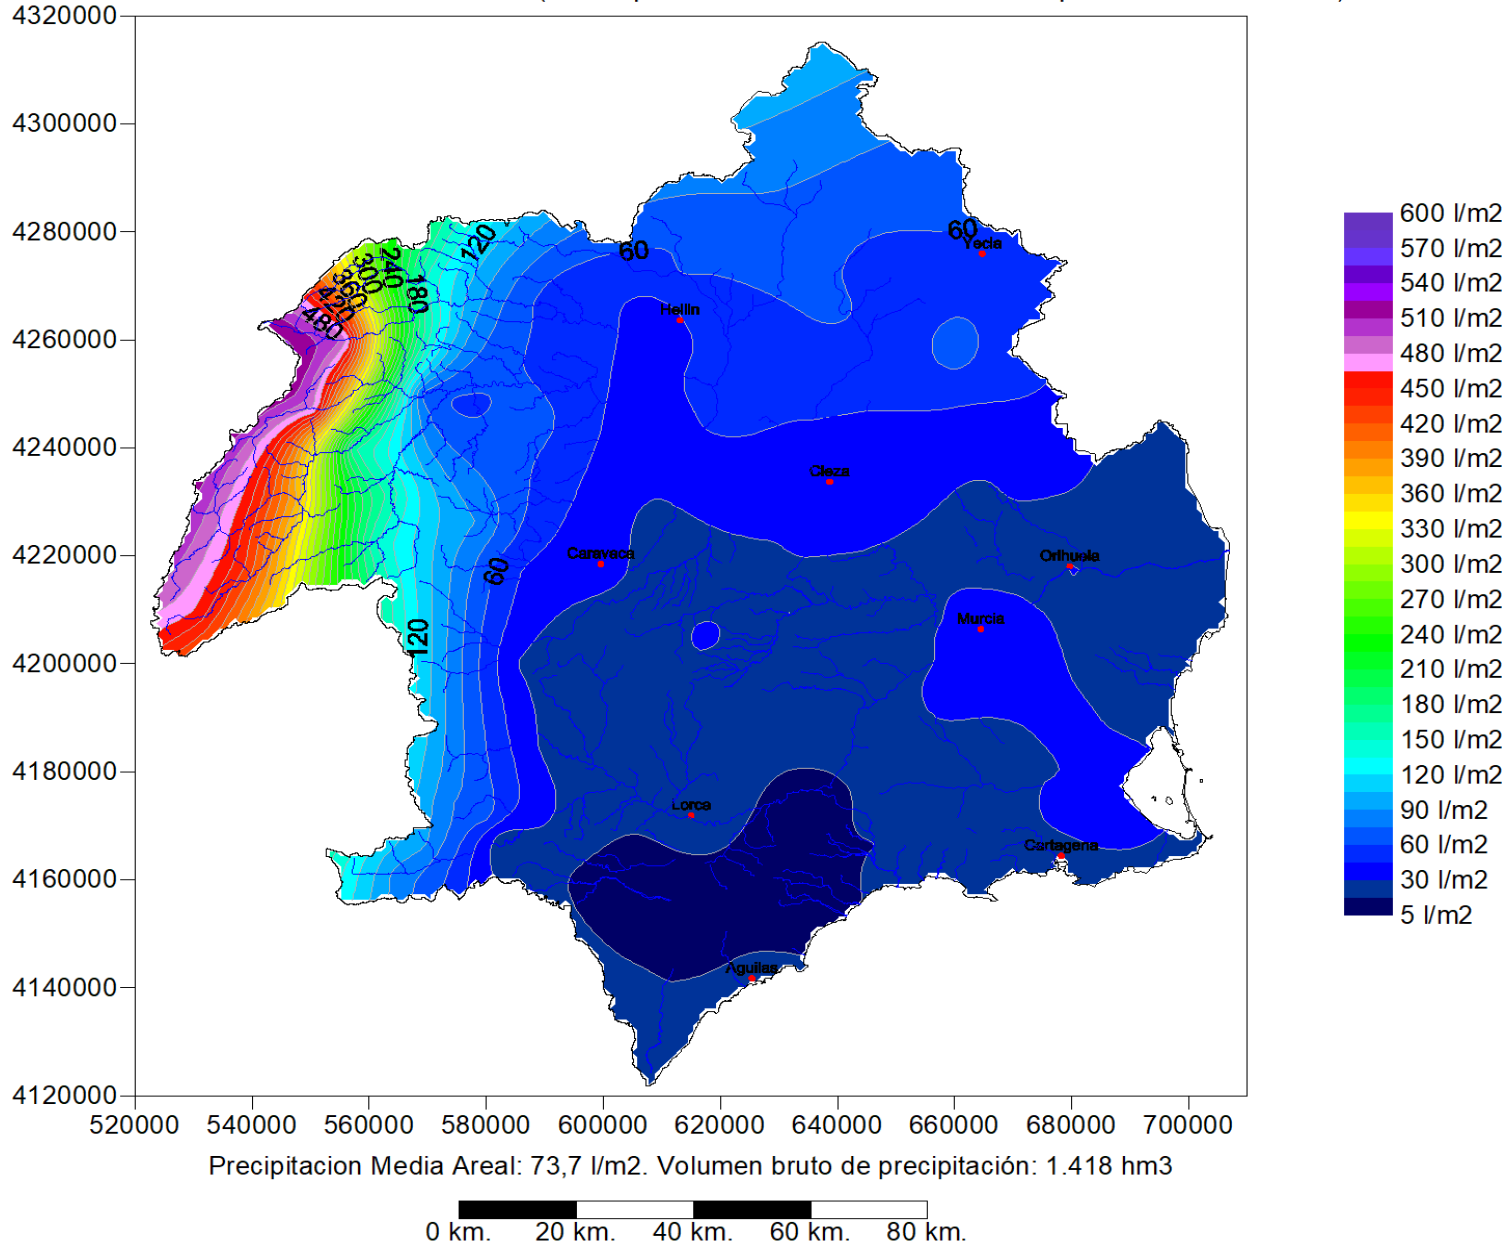 4320000
4300000
4280000
4260000
4240000
4220000
4200000
4180000
4160000
4140000
4120000
520000 540000 560000 580000 600000 620000 640000 660000 680000 700000
120
60
60
Yecla
240
300
360
420
480
180
Hellin
Cieza
Caravaca
60
Orihuela
Murcia
120
Lorca
Cartagena
Aguilas
600 l/m2
570 l/m2
540 l/m2
510 l/m2
480 l/m2
450 l/m2
420 l/m2
390 l/m2
360 l/m2
330 l/m2
300 l/m2
270 l/m2
240 l/m2
210 l/m2
180 l/m2
150 l/m2
120 l/m2
90 l/m2
60 l/m2
30 l/m2
5 l/m2
Precipitacion Media Areal: 73,7 l/m2. Volumen bruto de precipitación: 1.418 hm3
0 km. 20 km. 40 km. 60 km. 80 km.